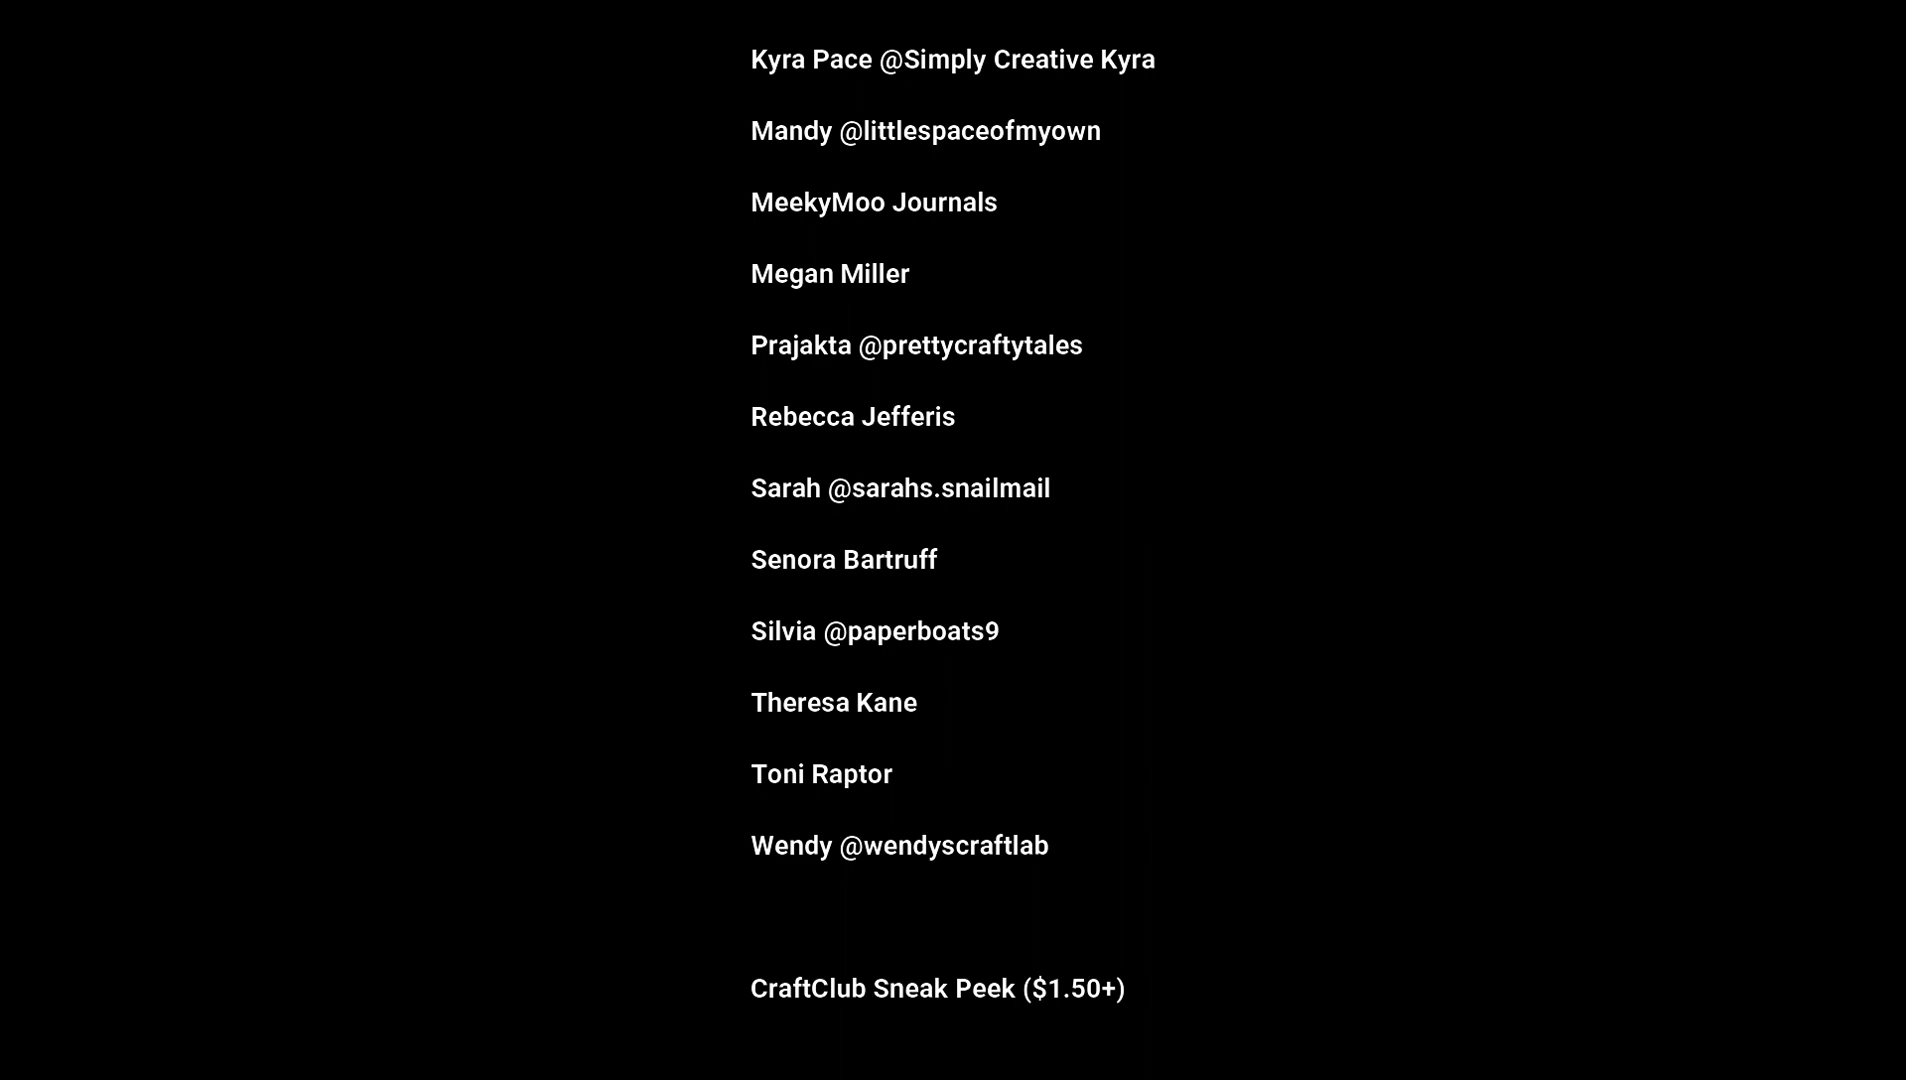 Kyra Pace @Simply Creative Kyra
Mandy @littlespaceofmyown
MeekyMoo Journals
Megan Miller
Prajakta @prettycraftytales
Rebecca Jefferis
Sarah @sarahs.snailmail
Senora Bartruff
Silvia @paperboats9
Theresa Kane
Toni Raptor
Wendy @wendyscraftlab
CraftClub Sneak Peek ($1.50+)